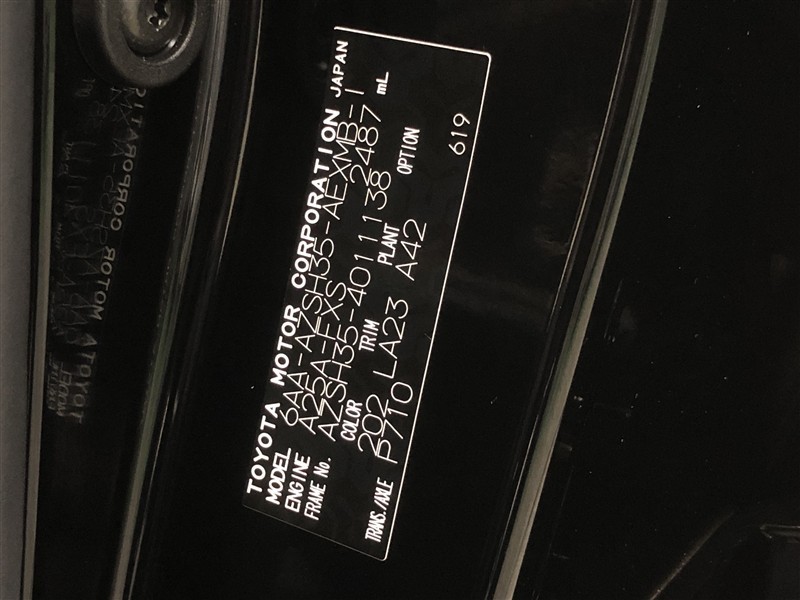 TOYOTA MOTOR CORPORATION JAPAN
MODEL 6AA-AZSH35-AEXMB-1
ENGINE A25A-FXS 2487 mL
FRAME No. AZSH35-4011138
COLOR TRIM PLANT OPTION
202 LA23 A42
TRANS./AXLE P710
619